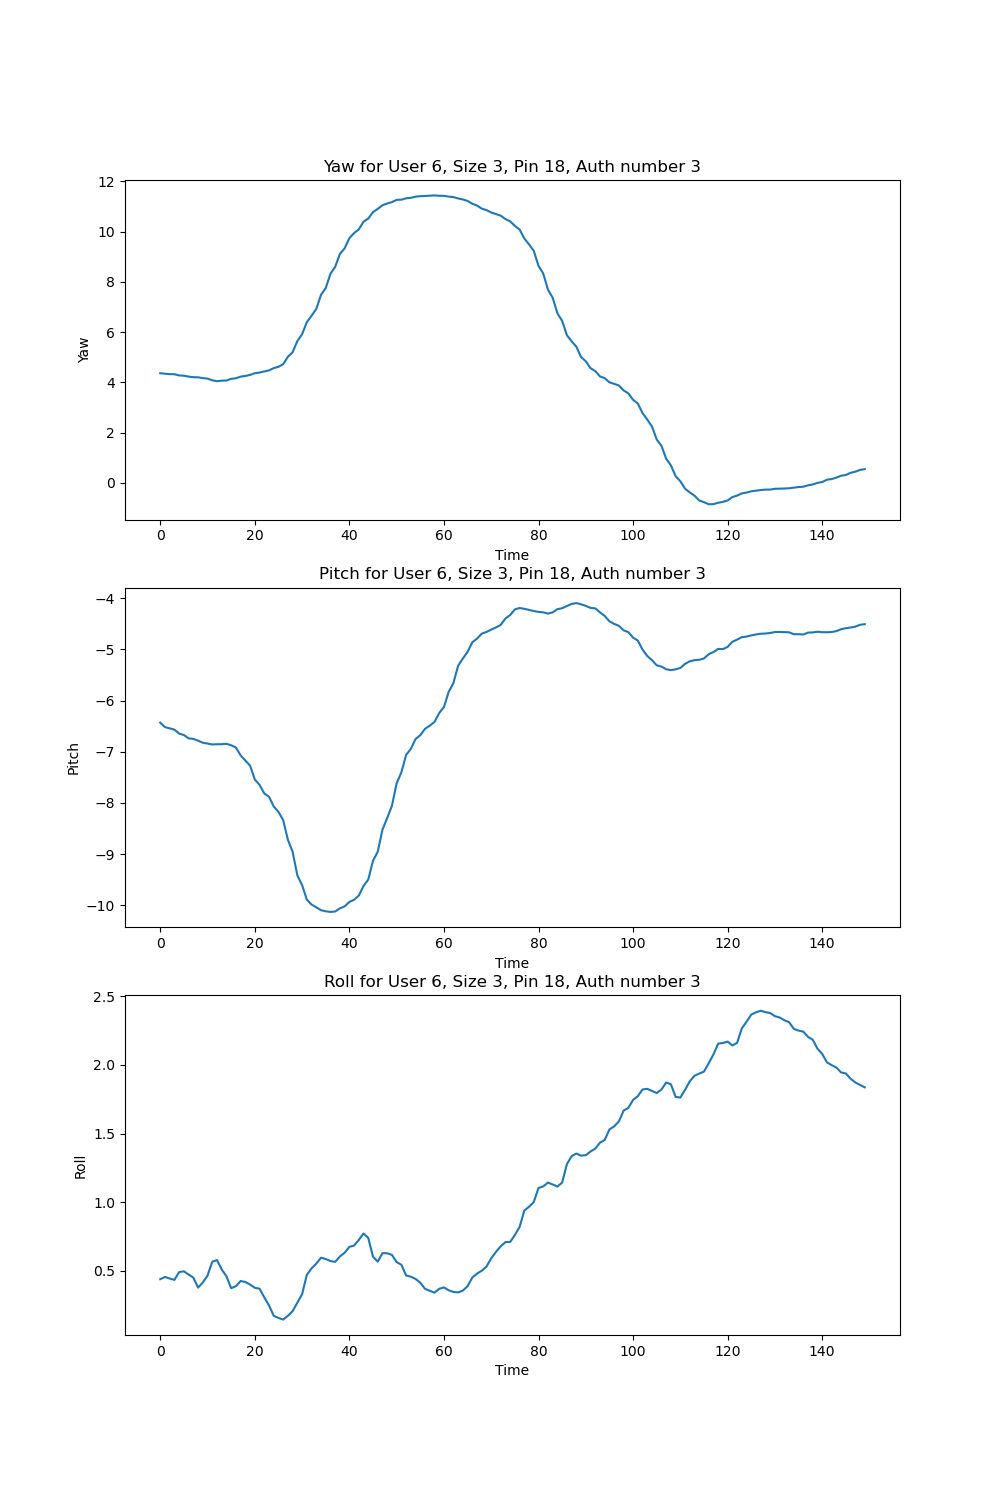 Yaw for User 6, Size 3, Pin 18, Auth number 3
12
10
8
6
4
2
0
Yaw
0 20 40 60 80 100 120 140
Time
Pitch for User 6, Size 3, Pin 18, Auth number 3
−4
−5
−6
−7
−8
−9
−10
Pitch
0 20 40 60 80 100 120 140
Time
Roll for User 6, Size 3, Pin 18, Auth number 3
2.5
2.0
1.5
1.0
0.5
Roll
0 20 40 60 80 100 120 140
Time